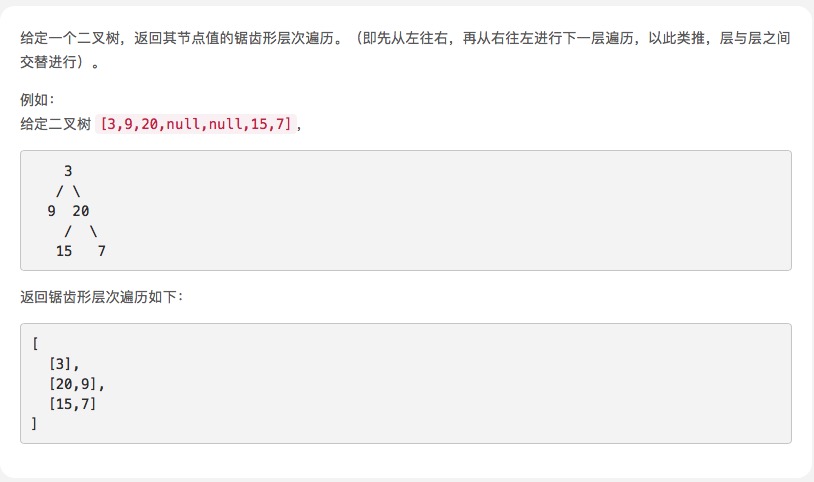 给定一个二叉树，返回其节点值的锯齿形层次遍历。（即先从左往右，再从右往左进行下一层遍历，以此类推，层与层之间
交替进行）。
例如：
给定二叉树 [3,9,20,null,null,15,7],
3
/ \
9 20
/ \
15 7
返回锯齿形层次遍历如下：
[
[3],
[20,9],
[15,7]
]